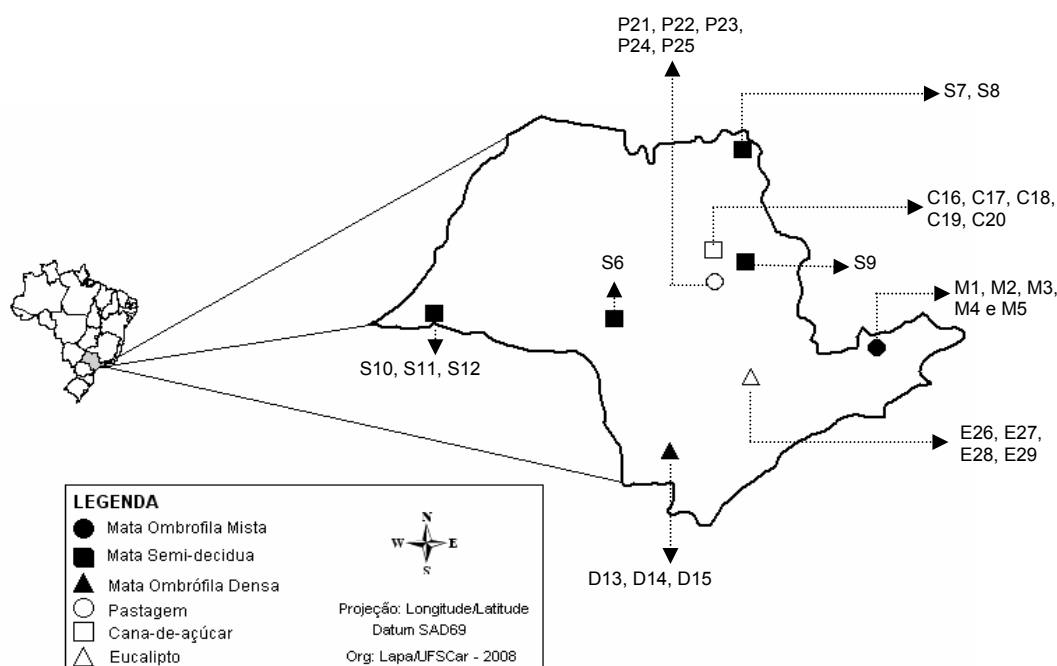 P21, P22, P23,
P24, P25
S7, S8
C16, C17, C18,
C19, C20
S6
S9
M1, M2, M3,
M4 e M5
S10, S11, S12
E26, E27,
E28, E29
D13, D14, D15
LEGENDA
Mata Ombrofila Mista
Mata Semi-decidua
Mata Ombrófila Densa
Pastagem
Cana-de-açúcar
Eucalipto
N
W E
S
Projeção: Longitude/Latitude
Datum SAD69
Org: Lapa/UFSCar - 2008